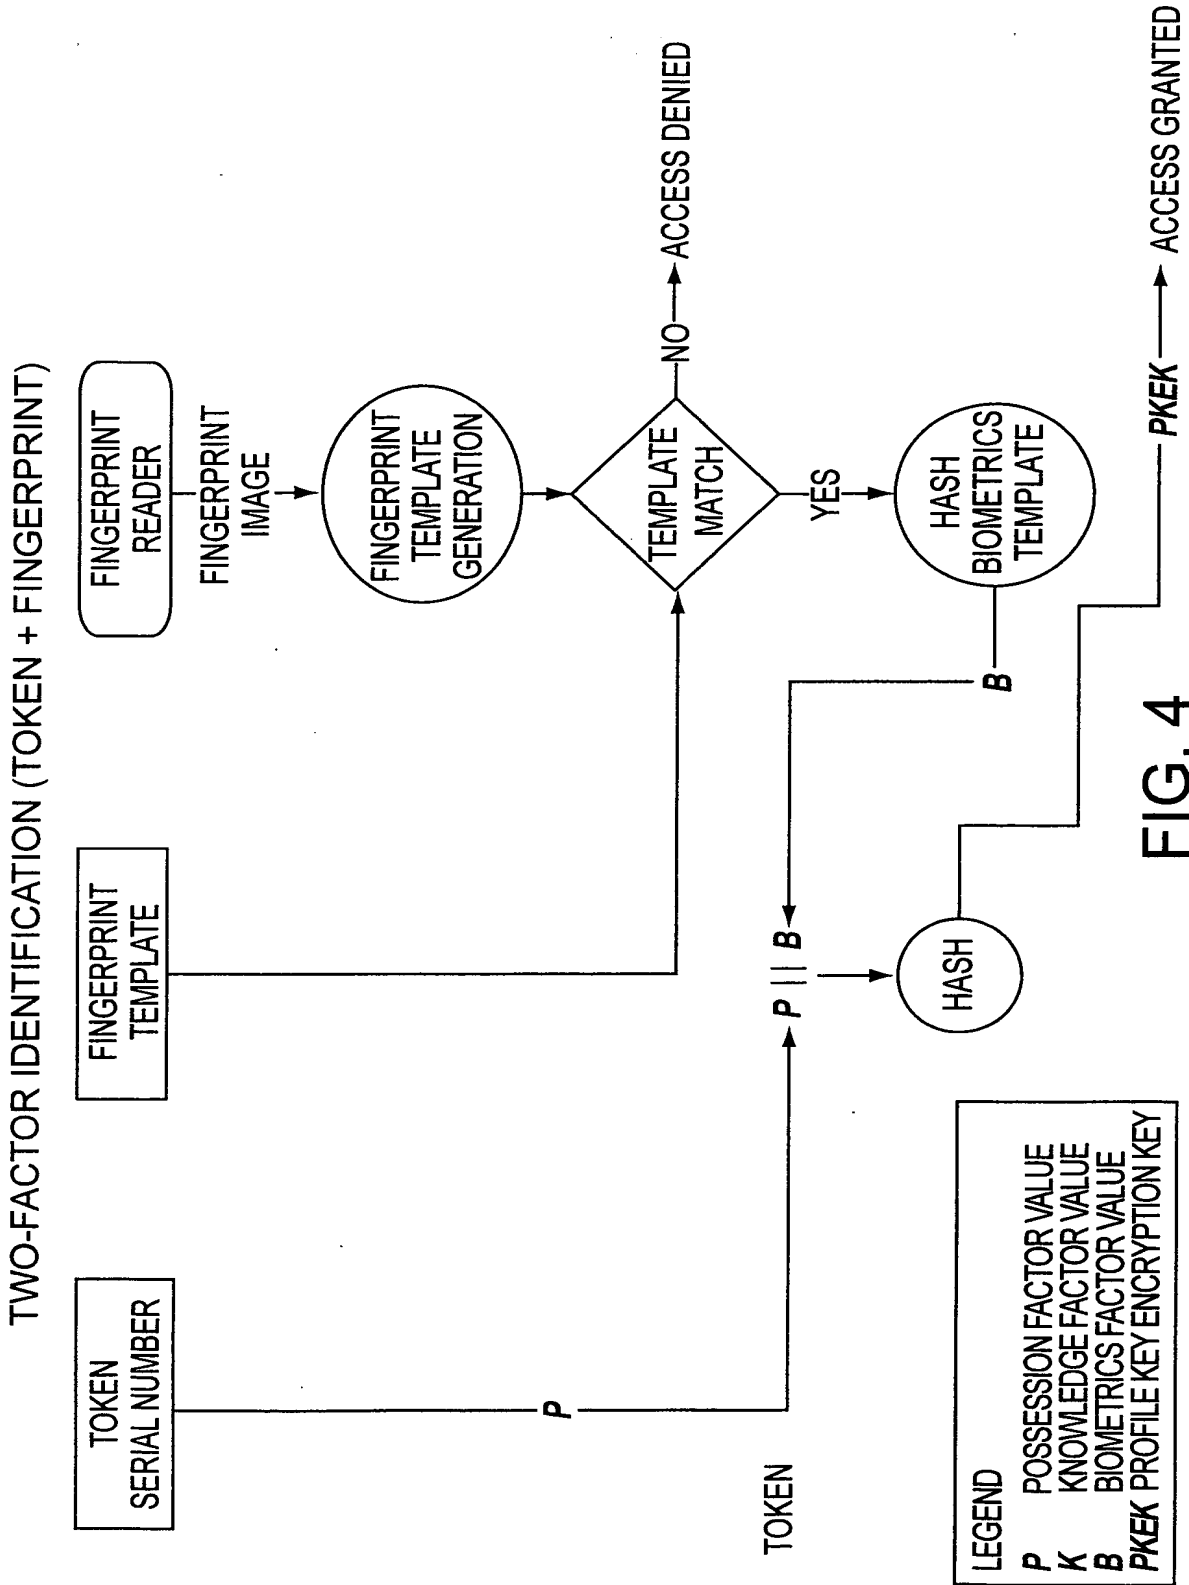 TWO-FACTOR IDENTIFICATION (TOKEN + FINGERPRINT)
TOKEN
SERIAL NUMBER
FINGERPRINT
TEMPLATE
FINGERPRINT
READER
FINGERPRINT
IMAGE
FINGERPRINT
TEMPLATE
GENERATION
P
TEMPLATE
MATCH
NO
ACCESS DENIED
YES
TOKEN
P || B
HASH
BIOMETRICS
TEMPLATE
B
HASH
PKEK
ACCESS GRANTED
LEGEND
P POSSESSION FACTOR VALUE
K KNOWLEDGE FACTOR VALUE
B BIOMETRICS FACTOR VALUE
PKEK PROFILE KEY ENCRYPTION KEY
FIG. 4